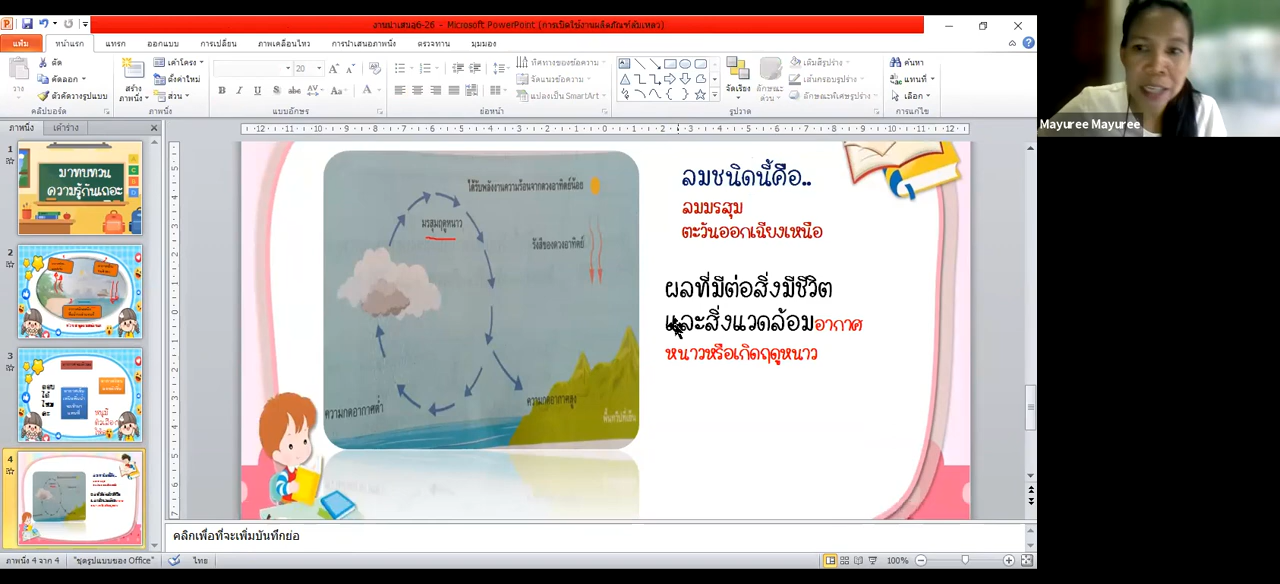 งานนำเสนอ6-26 - Microsoft PowerPoint (การเปิดใช้งานผลิตภัณฑ์ล้มเหลว)
แฟ้ม หน้าแรก แทรก ออกแบบ การเปลี่ยน ภาพเคลื่อนไหว การนำเสนอภาพนิ่ง ตรวจทาน มุมมอง
ตัด
คัดลอก
ตัวคัดวางรูปแบบ
วาง
คลิปบอร์ด
สร้าง
ภาพนิ่ง
เค้าโครง
ตั้งค่าใหม่
ส่วน
ภาพนิ่ง
20
แบบอักษร
ทิศทางของข้อความ
จัดแนวข้อความ
แปลงเป็น SmartArt
ย่อหน้า
จัดเรียง
ลักษณะ
ด่วน
เติมสีรูปร่าง
เส้นกรอบรูปร่าง
ลักษณะพิเศษรูปร่าง
รูปวาด
ค้นหา
แทนที่
เลือก
การแก้ไข
Mayuree Mayuree
ภาพนิ่ง เค้าร่าง
1
มาทบทวน
ความรู้กันเถอะ
2
3
4
ได้รับพลังงานความร้อนจากดวงอาทิตย์น้อย
มรสุมฤดูหนาว
รังสีของดวงอาทิตย์
ความกดอากาศต่ำ
ความกดอากาศสูง
พื้นทวีปที่เย็น
ลมชนิดนี้คือ..
ลมมรสุม
ตะวันออกเฉียงเหนือ
ผลที่มีต่อสิ่งมีชีวิต
และสิ่งแวดล้อมอากาศ
หนาวหรือเกิดฤดูหนาว
คลิกเพื่อที่จะเพิ่มบันทึกย่อ
ภาพนิ่ง 4 จาก 4 "ชุดรูปแบบของ Office" ไทย 100%